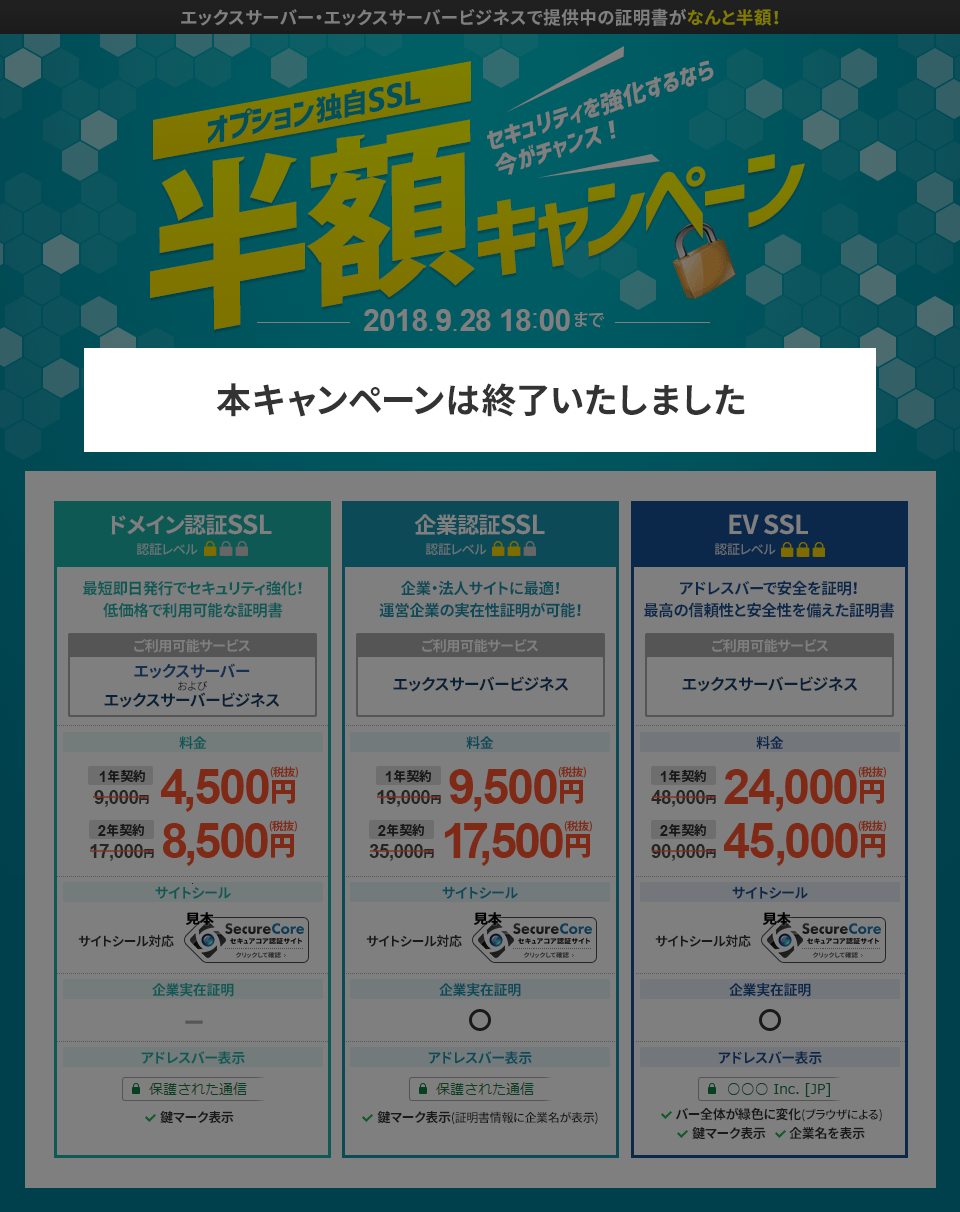 エックスサーバー・エックスサーバービジネスで提供中の証明書がなんと半額!
オプション独自SSL
半額キャンペーン
セキュリティを強化するなら
今がチャンス!
2018.9.28 18:00まで
本キャンペーンは終了いたしました
ドメイン認証SSL
認証レベル
最短即日発行でセキュリティ強化!
低価格で利用可能な証明書
ご利用可能サービス
エックスサーバー
および
エックスサーバービジネス
料金
1年契約
9,000円
4,500円(税抜)
2年契約
17,000円
8,500円(税抜)
サイトシール
サイトシール対応
見本
SecureCore
セキュアコア認証サイト
クリックして確認 ›
企業実在証明
–
アドレスバー表示
保護された通信
鍵マーク表示
企業認証SSL
認証レベル
企業・法人サイトに最適!
運営企業の実在性証明が可能!
ご利用可能サービス
エックスサーバービジネス
料金
1年契約
19,000円
9,500円(税抜)
2年契約
35,000円
17,500円(税抜)
サイトシール
サイトシール対応
見本
SecureCore
セキュアコア認証サイト
クリックして確認 ›
企業実在証明
○
アドレスバー表示
保護された通信
鍵マーク表示(証明書情報に企業名が表示)
EV SSL
認証レベル
アドレスバーで安全を証明!
最高の信頼性と安全性を備えた証明書
ご利用可能サービス
エックスサーバービジネス
料金
1年契約
48,000円
24,000円(税抜)
2年契約
90,000円
45,000円(税抜)
サイトシール
サイトシール対応
見本
SecureCore
セキュアコア認証サイト
クリックして確認 ›
企業実在証明
○
アドレスバー表示
○○○ Inc. [JP]
バー全体が緑色に変化(ブラウザによる)
鍵マーク表示 企業名を表示